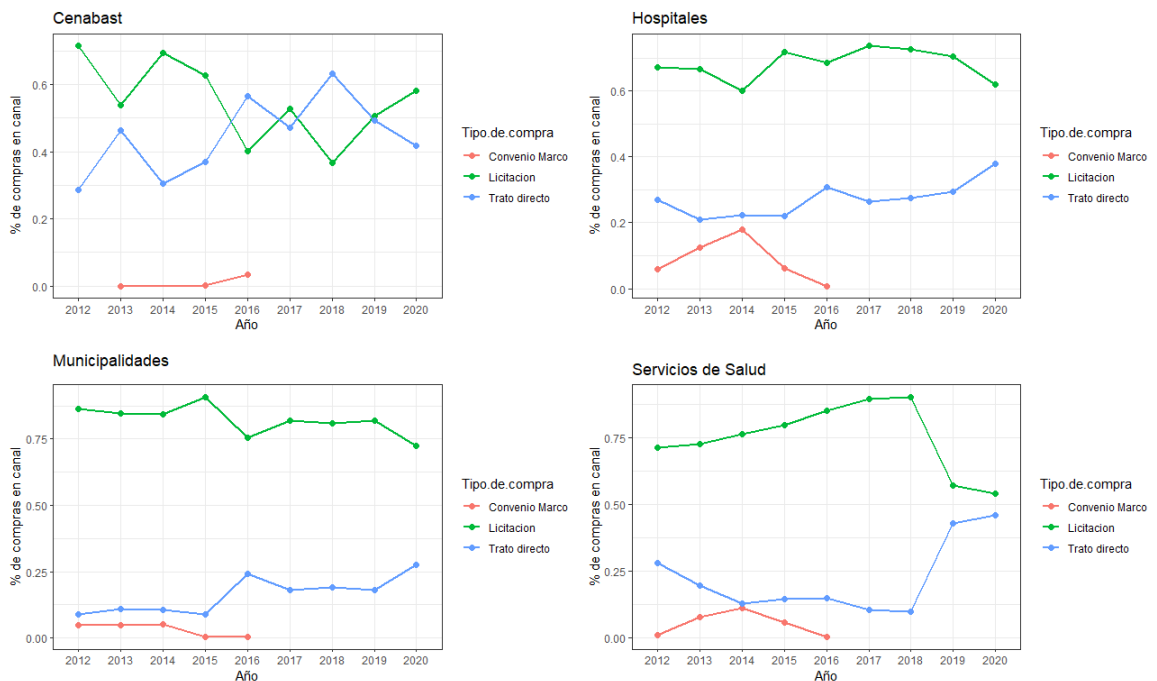 Cenabast
% de compras en canal
0.6
0.4
0.2
0.0
2012 2013 2014 2015 2016 2017 2018 2019 2020
Año
Tipo.de.compra
Convenio Marco
Licitacion
Trato directo
Hospitales
% de compras en canal
0.6
0.4
0.2
0.0
2012 2013 2014 2015 2016 2017 2018 2019 2020
Año
Tipo.de.compra
Convenio Marco
Licitacion
Trato directo
Municipalidades
% de compras en canal
0.75
0.50
0.25
0.00
2012 2013 2014 2015 2016 2017 2018 2019 2020
Año
Tipo.de.compra
Convenio Marco
Licitacion
Trato directo
Servicios de Salud
% de compras en canal
0.75
0.50
0.25
0.00
2012 2013 2014 2015 2016 2017 2018 2019 2020
Año
Tipo.de.compra
Convenio Marco
Licitacion
Trato directo